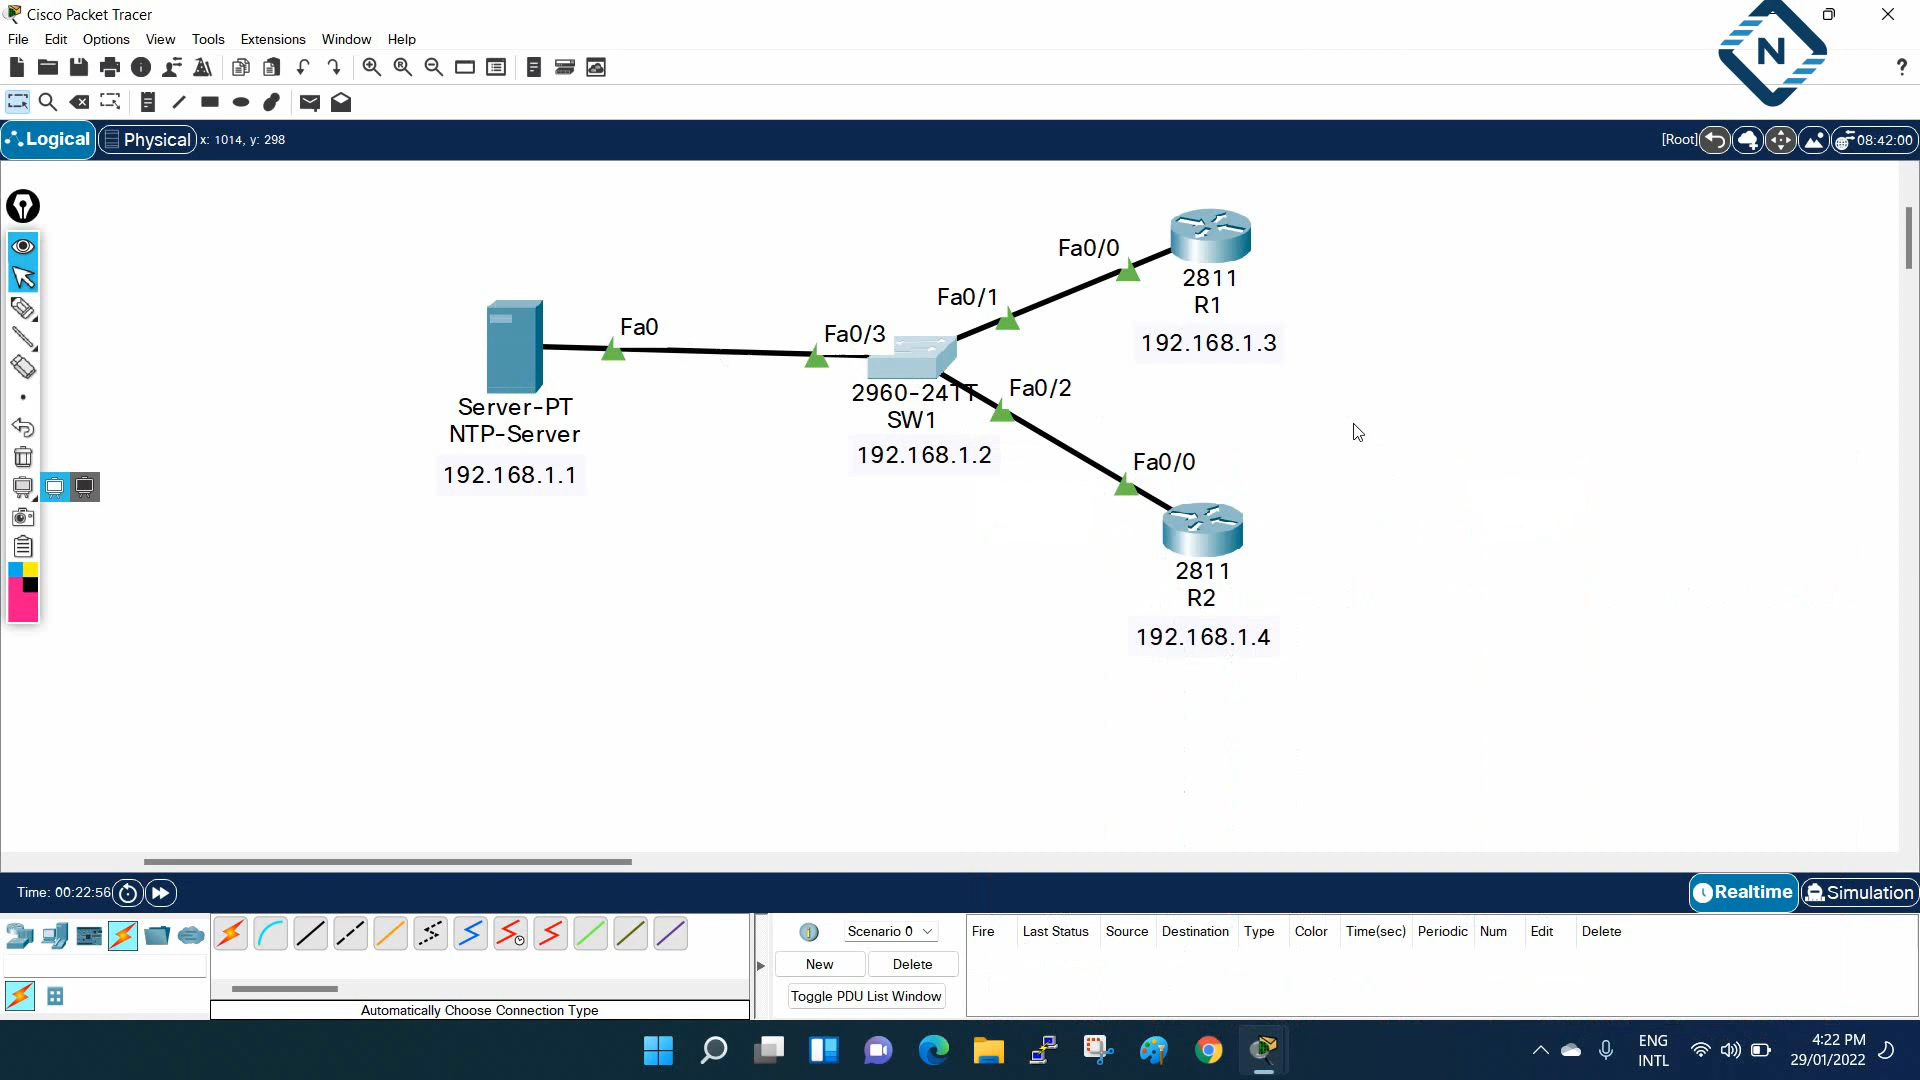 Cisco Packet Tracer
N
File Edit Options View Tools Extensions Window Help
?
Logical Physical x: 1014, y: 298
[Root] 08:42:00
Fa0/0
2811
R1
192.168.1.3
Fa0/1
Fa0
Fa0/3
Server-PT
NTP-Server
192.168.1.1
2960-24TT
SW1
192.168.1.2
Fa0/2
Fa0/0
2811
R2
192.168.1.4
Time: 00:22:56
Realtime Simulation
Scenario 0
New Delete
Toggle PDU List Window
Fire Last Status Source Destination Type Color Time(sec) Periodic Num Edit Delete
Automatically Choose Connection Type
ENG
INTL
4:22 PM
29/01/2022